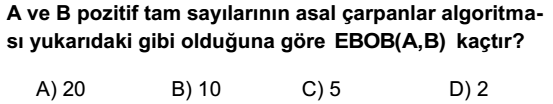 A ve B pozitif tam sayılarının asal çarpanlar algoritma-
sı yukarıdaki gibi olduğuna göre EBOB(A,B) kaçtır?
A) 20 B) 10 C) 5 D) 2